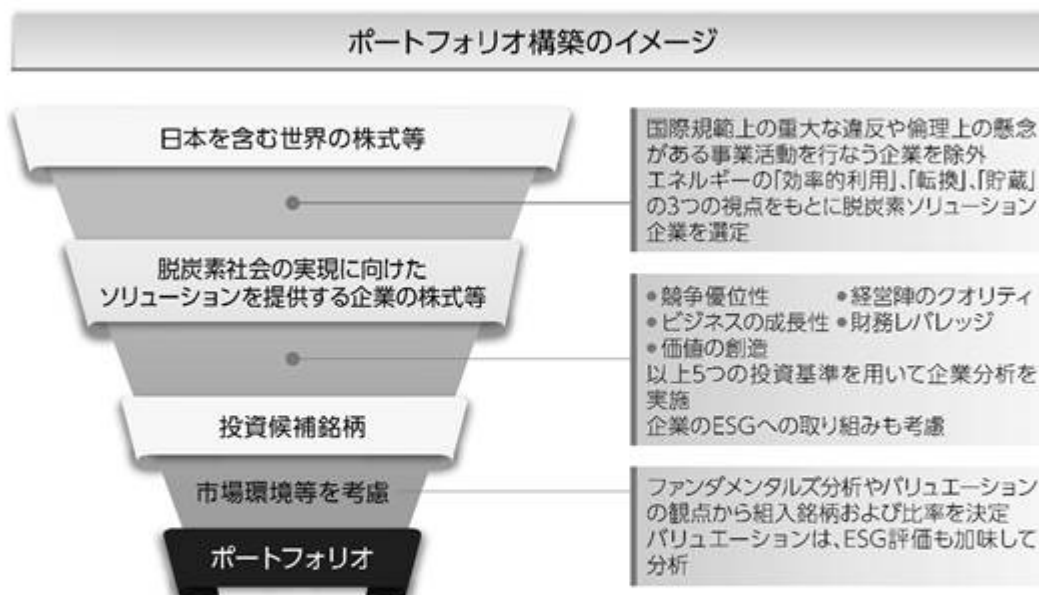 ポートフォリオ構築のイメージ
日本を含む世界の株式等
国際規範上の重大な違反や倫理上の懸念
がある事業活動を行なう企業を除外
エネルギーの「効率的利用」、「転換」、「貯蔵」
の3つの視点をもとに脱炭素ソリューション
企業を選定
脱炭素社会の実現に向けた
ソリューションを提供する企業の株式等
●競争優位性 ●経営陣のクオリティ
●ビジネスの成長性 ●財務レバレッジ
●価値の創造
以上5つの投資基準を用いて企業分析を
実施
企業のESGへの取り組みも考慮
投資候補銘柄
市場環境等を考慮
ファンダメンタルズ分析やバリュエーション
の観点から組入銘柄および比率を決定
バリュエーションは、ESG評価も加味して
分析
ポートフォリオ